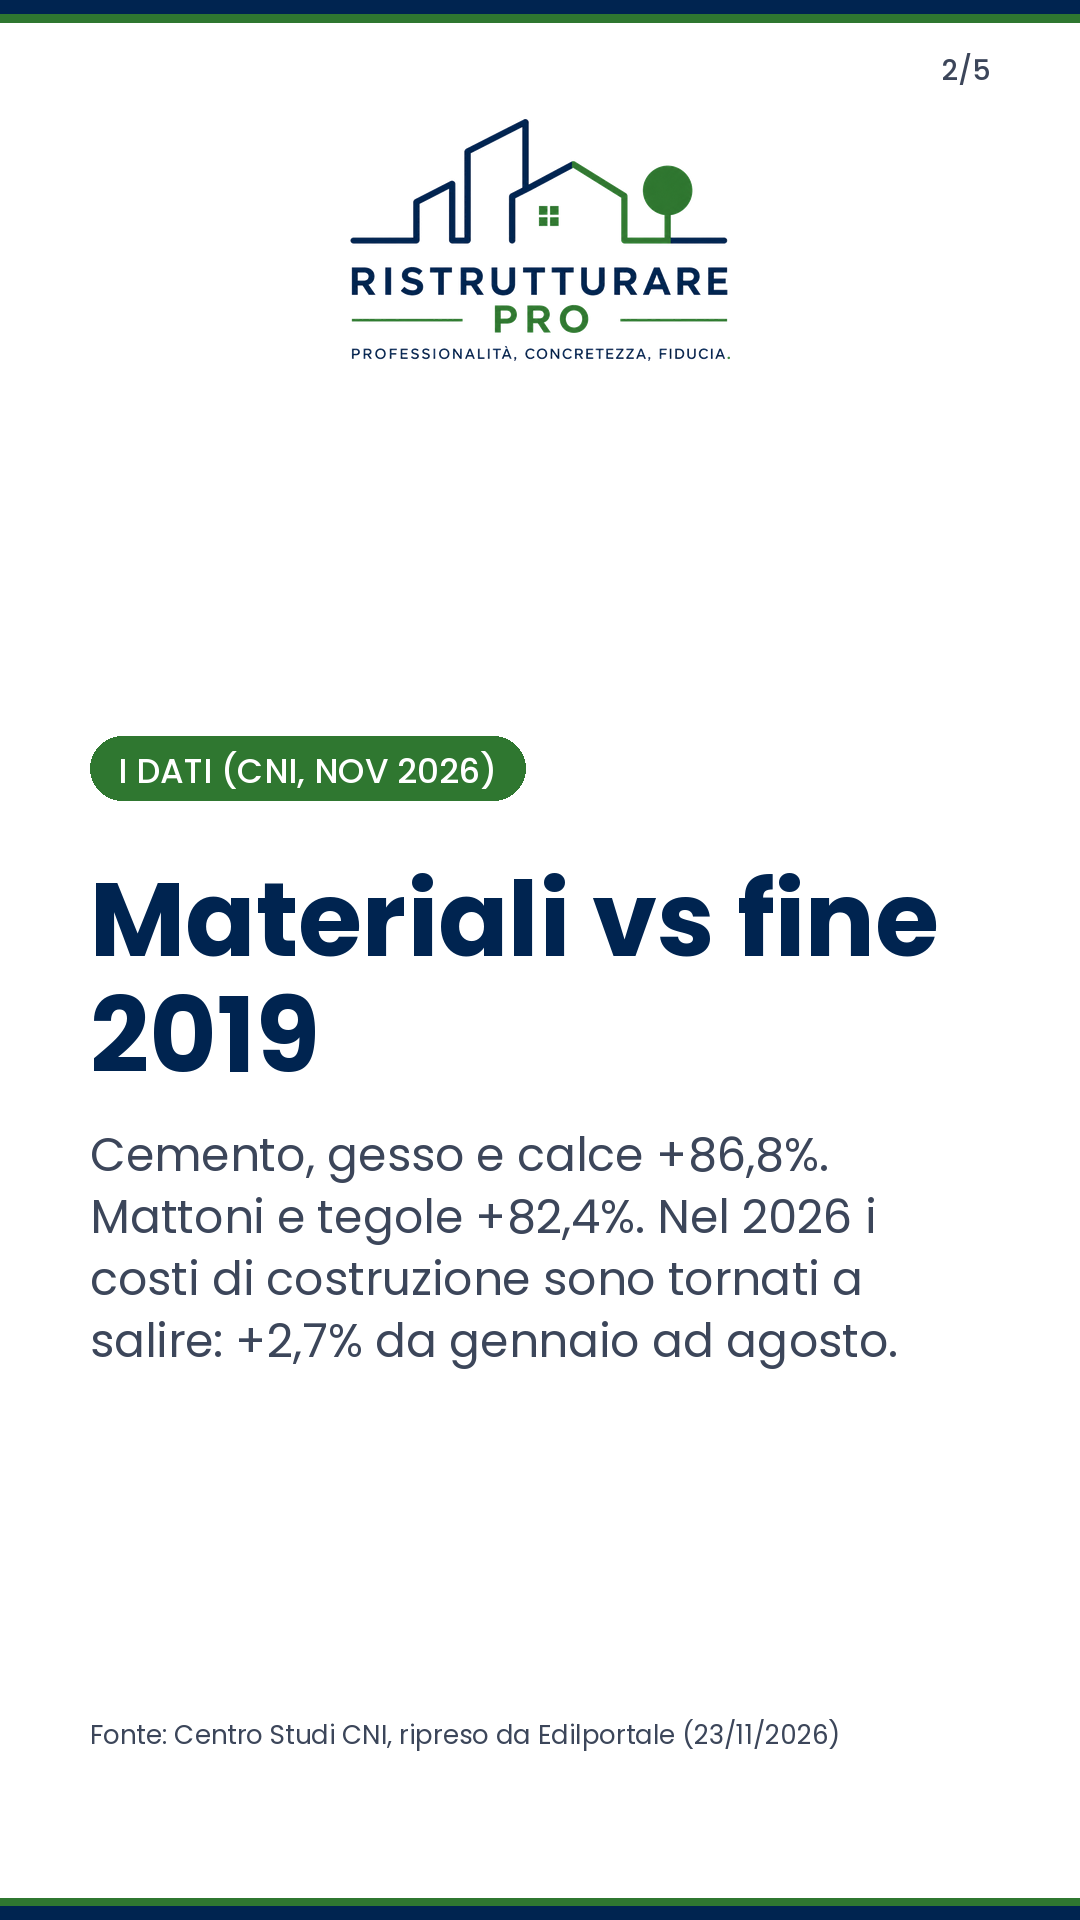 2/5
RISTRUTTURARE
PRO
PROFESSIONALITÀ, CONCRETEZZA, FIDUCIA.
I DATI (CNI, NOV 2026)
Materiali vs fine
2019
Cemento, gesso e calce +86,8%.
Mattoni e tegole +82,4%. Nel 2026 i
costi di costruzione sono tornati a
salire: +2,7% da gennaio ad agosto.
Fonte: Centro Studi CNI, ripreso da Edilportale (23/11/2026)